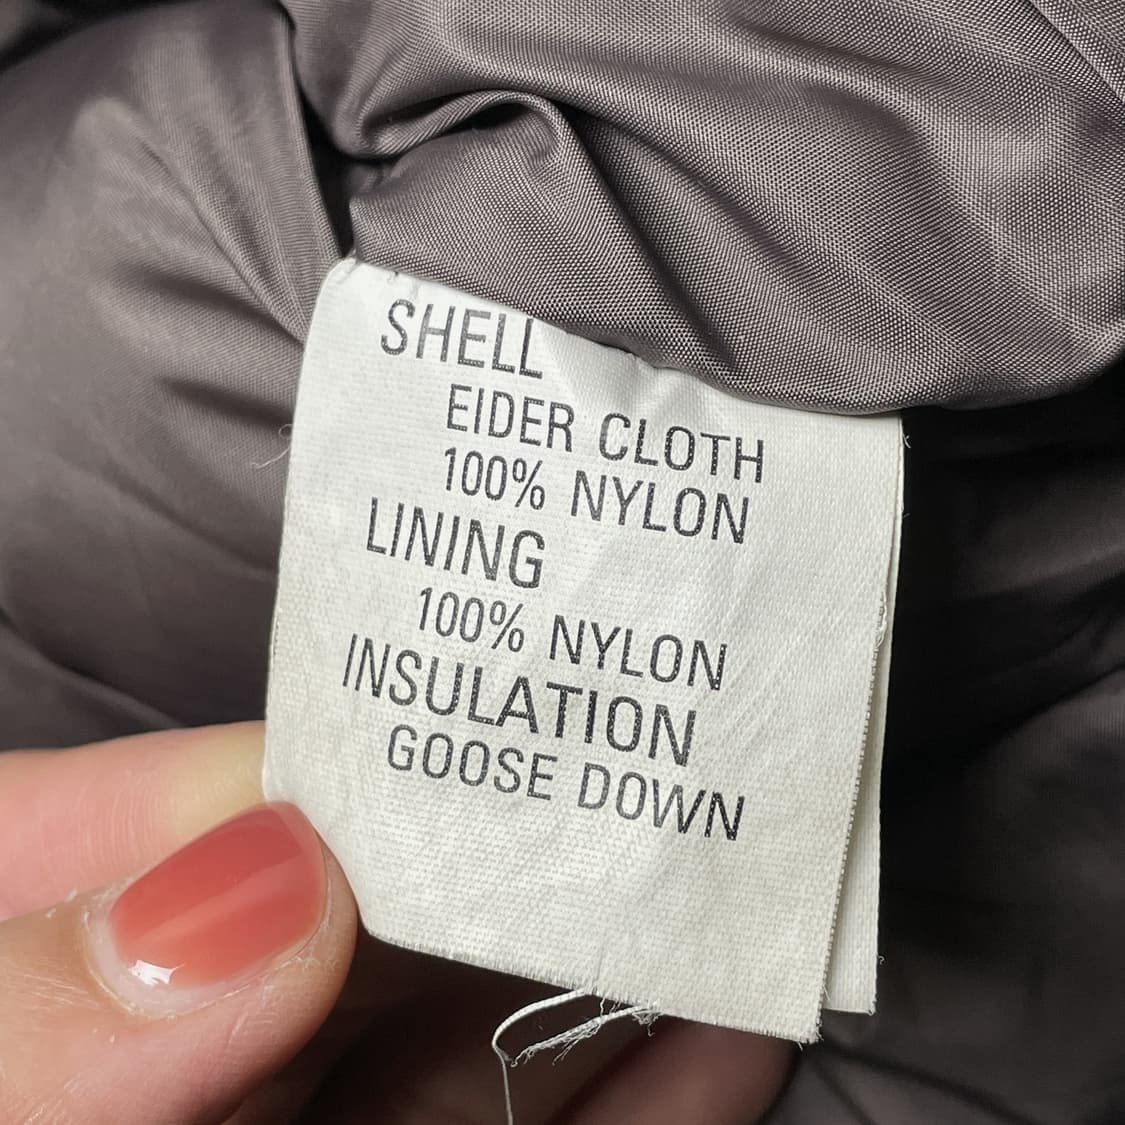 SHELL
EIDER CLOTH
100% NYLON
LINING
100% NYLON
INSULATION
GOOSE DOWN